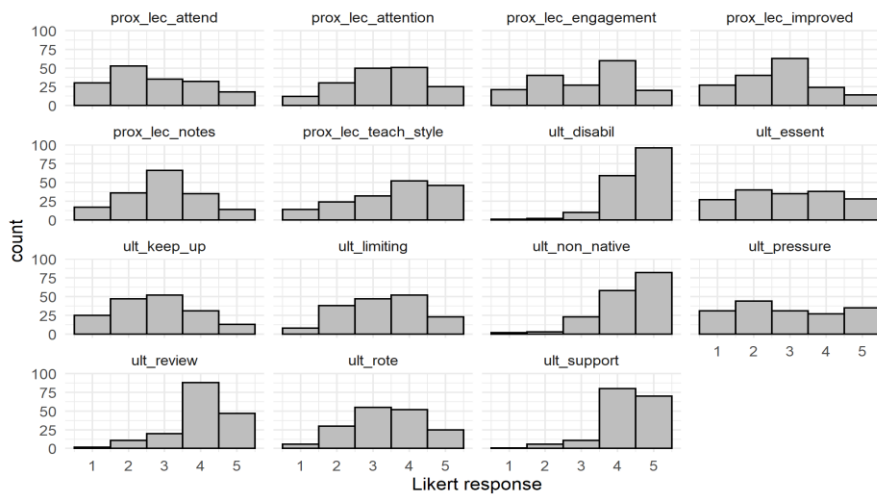 prox_lec_attend prox_lec_attention prox_lec_engagement prox_lec_improved
100
75
50
25
0
prox_lec_notes prox_lec_teach_style ult_disabil ult_essent
100
75
50
25
0
ult_keep_up ult_limiting ult_non_native ult_pressure
100
75
50
25
0
1 2 3 4 5
ult_review ult_rote ult_support
100
75
50
25
0
1 2 3 4 5 1 2 3 4 5 1 2 3 4 5
count
Likert response